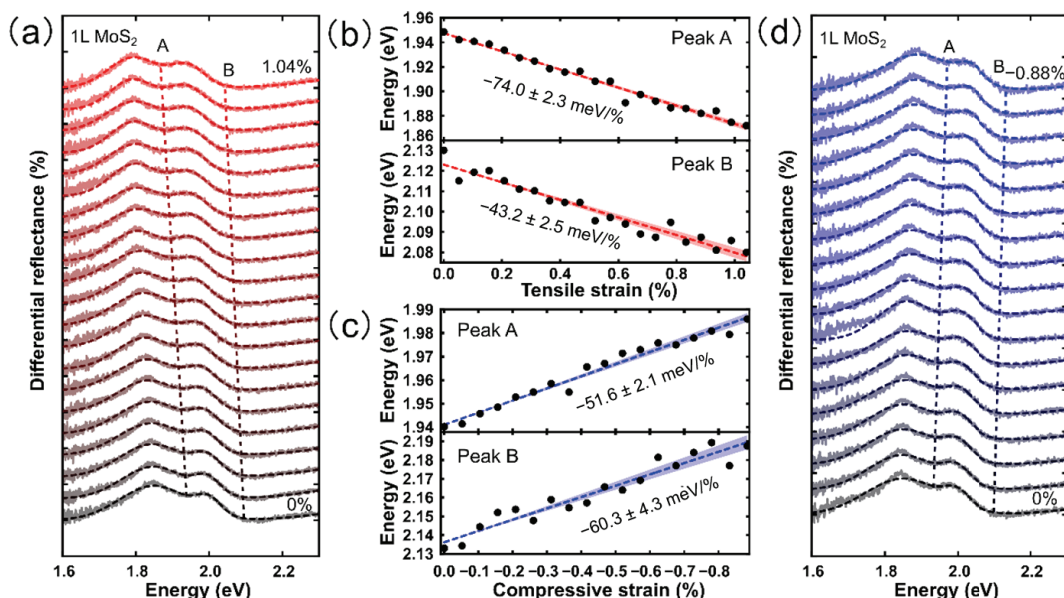 (a)
1L MoS₂
A
B
1.04%
0%
Differential reflectance (%)
1.6
1.8
2.0
2.2
Energy (eV)
(b)
1.96
1.94
1.92
1.90
1.88
1.86
Energy (eV)
Peak A
−74.0 ± 2.3 meV/%
2.13
2.12
2.11
2.10
2.09
2.08
Energy (eV)
Peak B
−43.2 ± 2.5 meV/%
0.0
0.2
0.4
0.6
0.8
1.0
Tensile strain (%)
(c)
1.99
1.98
1.97
1.96
1.95
1.94
Energy (eV)
Peak A
−51.6 ± 2.1 meV/%
2.19
2.18
2.17
2.16
2.15
2.14
2.13
Energy (eV)
Peak B
−60.3 ± 4.3 meV/%
0.0 −0.1 −0.2 −0.3 −0.4 −0.5 −0.6 −0.7 −0.8
Compressive strain (%)
(d)
1L MoS₂
A
B
−0.88%
0%
Differential reflectance (%)
1.6
1.8
2.0
2.2
Energy (eV)